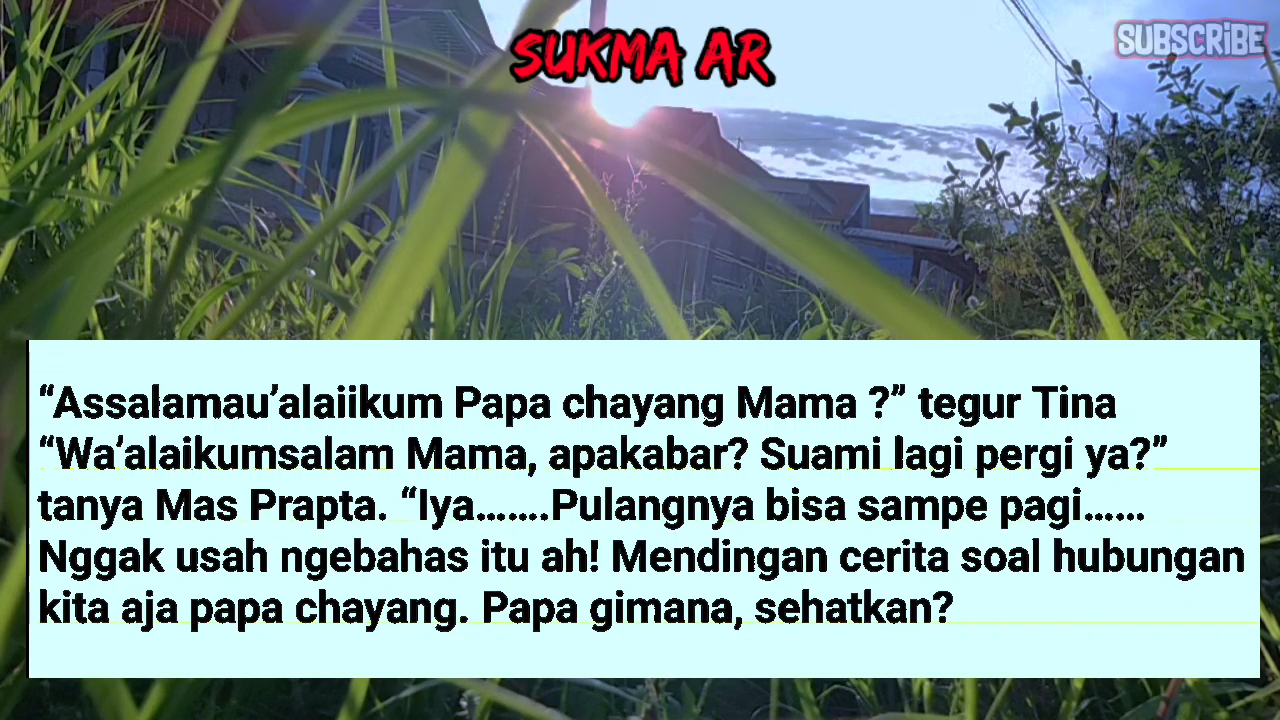 SUKMA AR
SUBSCRiBE
“Assalamau’alaiikum Papa chayang Mama ?” tegur Tina
“Wa’alaikumsalam Mama, apakabar? Suami lagi pergi ya?”
tanya Mas Prapta. “Iya…….Pulangnya bisa sampe pagi……
Nggak usah ngebahas itu ah! Mendingan cerita soal hubungan
kita aja papa chayang. Papa gimana, sehatkan?